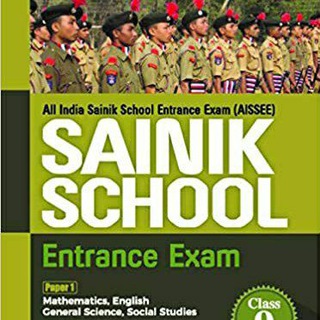 All India Sainik School Entrance Exam (AISSEE)
SAINIK
SCHOOL
Entrance Exam
Paper 1
Mathematics, English
General Science, Social Studies
Class
9